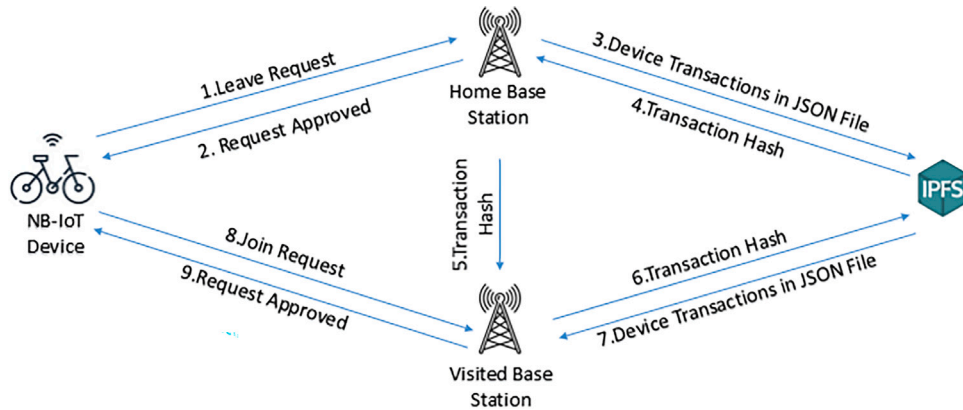 1.Leave Request
2. Request Approved
Home Base
Station
3.Device Transactions in JSON File
4.Transaction Hash
IPFS
NB-IoT
Device
5.Transaction
Hash
8.Join Request
9.Request Approved
6.Transaction Hash
7.Device Transactions in JSON File
Visited Base
Station